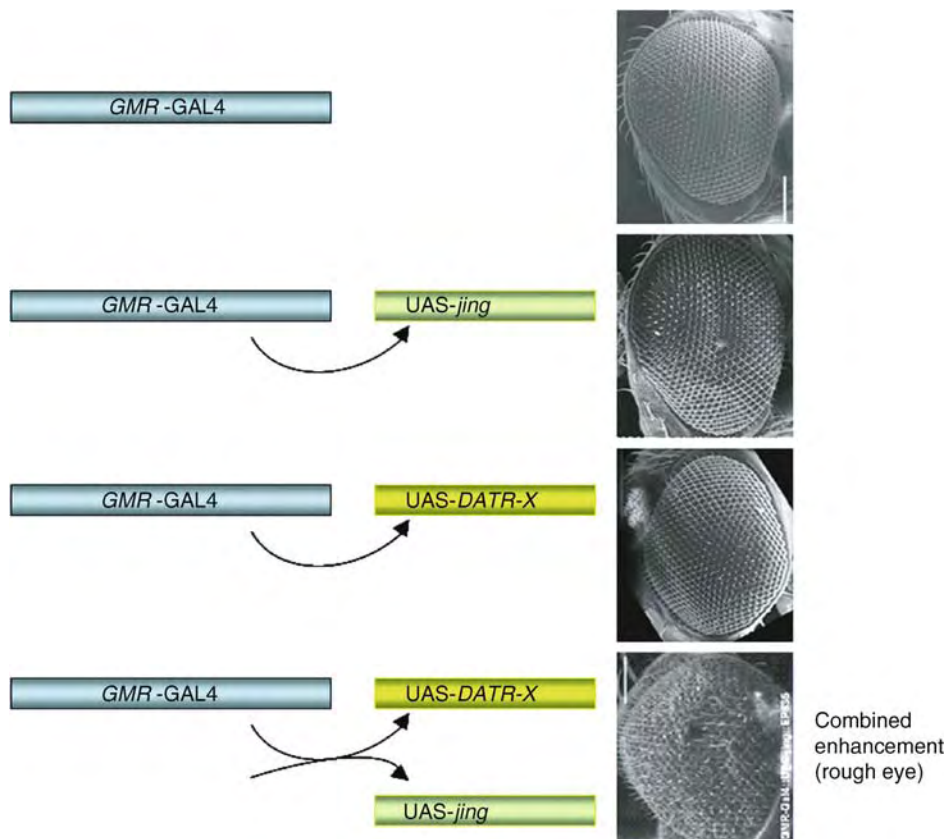 GMR-GAL4
GMR-GAL4
UAS-jing
GMR-GAL4
UAS-DATR-X
GMR-GAL4
UAS-DATR-X
UAS-jing
Combined
enhancement
(rough eye)